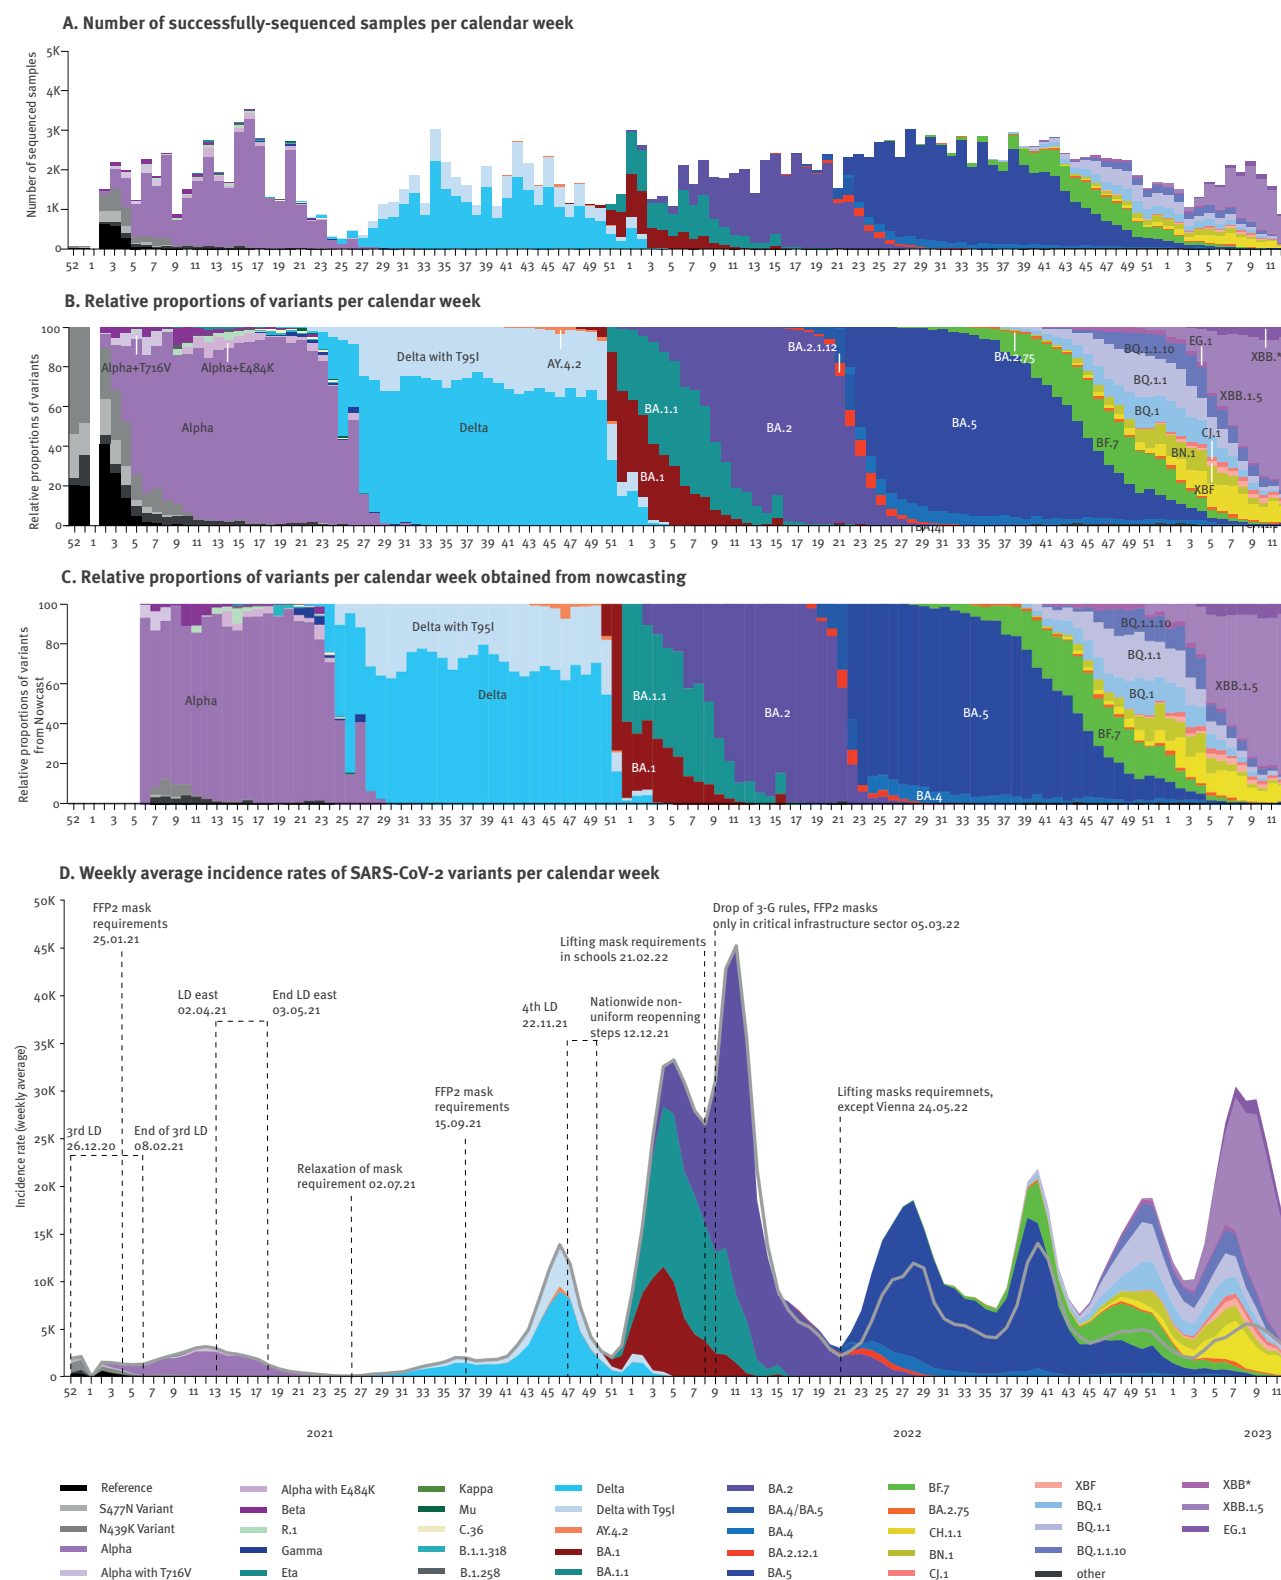 A. Number of successfully-sequenced samples per calendar week
Number of sequenced samples
5K
4K
3K
2K
1K
0
52 1 3 5 7 9 11 13 15 17 19 21 23 25 27 29 31 33 35 37 39 41 43 45 47 49 51 1 3 5 7 9 11 13 15 17 19 21 23 25 27 29 31 33 35 37 39 41 43 45 47 49 51 1 3 5 7 9 11
B. Relative proportions of variants per calendar week
Relative proportions of variants
100
80
60
40
20
0
Alpha+T716V
Alpha+E484K
Alpha
Delta with T95I
Delta
AY.4.2
BA.1.1
BA.1
BA.2
BA.2.1.12
BA.5
BA.4
BA.2.75
BF.7
BQ.1.1.10
BQ.1.1
BQ.1
BN.1
CJ.1
XBF
EG.1
XBB.1.5
XBB.*
52 1 3 5 7 9 11 13 15 17 19 21 23 25 27 29 31 33 35 37 39 41 43 45 47 49 51 1 3 5 7 9 11 13 15 17 19 21 23 25 27 29 31 33 35 37 39 41 43 45 47 49 51 1 3 5 7 9 11
C. Relative proportions of variants per calendar week obtained from nowcasting
Relative proportions of variants
from Nowcast
100
80
60
40
20
0
Alpha
Delta with T95I
Delta
BA.1.1
BA.1
BA.2
BA.5
BA.4
BF.7
BQ.1.1.10
BQ.1.1
BQ.1
XBB.1.5
52 1 3 5 7 9 11 13 15 17 19 21 23 25 27 29 31 33 35 37 39 41 43 45 47 49 51 1 3 5 7 9 11 13 15 17 19 21 23 25 27 29 31 33 35 37 39 41 43 45 47 49 51 1 3 5 7 9 11
D. Weekly average incidence rates of SARS-CoV-2 variants per calendar week
Incidence rate (weekly average)
50K
45K
40K
35K
30K
25K
20K
15K
10K
5K
0
FFP2 mask
requirements
25.01.21
3rd LD
26.12.20
End of 3rd LD
08.02.21
LD east
02.04.21
End LD east
03.05.21
Relaxation of mask
requirement 02.07.21
FFP2 mask
requirements
15.09.21
4th LD
22.11.21
Nationwide non-
uniform reopenning
steps 12.12.21
Lifting mask requirements
in schools 21.02.22
Drop of 3-G rules, FFP2 masks
only in critical infrastructure sector 05.03.22
Lifting masks requiremnets,
except Vienna 24.05.22
52 1 3 5 7 9 11 13 15 17 19 21 23 25 27 29 31 33 35 37 39 41 43 45 47 49 51 1 3 5 7 9 11 13 15 17 19 21 23 25 27 29 31 33 35 37 39 41 43 45 47 49 51 1 3 5 7 9 11
2021 2022 2023
Reference
S477N Variant
N439K Variant
Alpha
Alpha with T716V
Alpha with E484K
Beta
R.1
Gamma
Eta
Kappa
Mu
C.36
B.1.1.318
B.1.258
Delta
Delta with T95I
AY.4.2
BA.1
BA.1.1
BA.2
BA.4/BA.5
BA.4
BA.2.12.1
BA.5
BF.7
BA.2.75
CH.1.1
BN.1
CJ.1
XBF
BQ.1
BQ.1.1
BQ.1.1.10
other
XBB*
XBB.1.5
EG.1